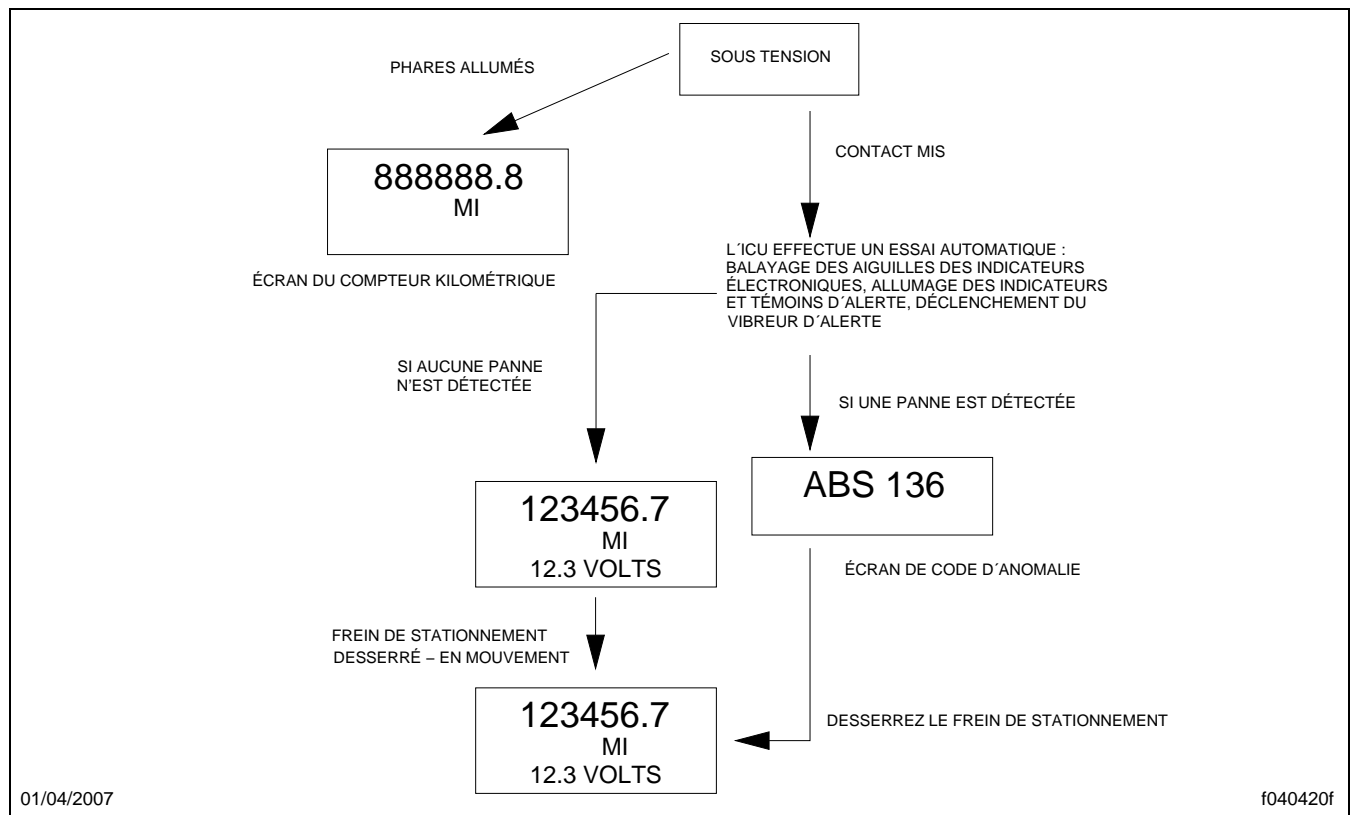 SOUS TENSION
PHARES ALLUMÉS
888888.8
MI
ÉCRAN DU COMPTEUR KILOMÉTRIQUE
CONTACT MIS
L´ICU EFFECTUE UN ESSAI AUTOMATIQUE :
BALAYAGE DES AIGUILLES DES INDICATEURS
ÉLECTRONIQUES, ALLUMAGE DES INDICATEURS
ET TÉMOINS D´ALERTE, DÉCLENCHEMENT DU
VIBREUR D´ALERTE
SI AUCUNE PANNE
N'EST DÉTECTÉE
SI UNE PANNE EST DÉTECTÉE
123456.7
MI
12.3 VOLTS
ABS 136
ÉCRAN DE CODE D´ANOMALIE
FREIN DE STATIONNEMENT
DESSERRÉ – EN MOUVEMENT
123456.7
MI
12.3 VOLTS
DESSERREZ LE FREIN DE STATIONNEMENT
01/04/2007
f040420f